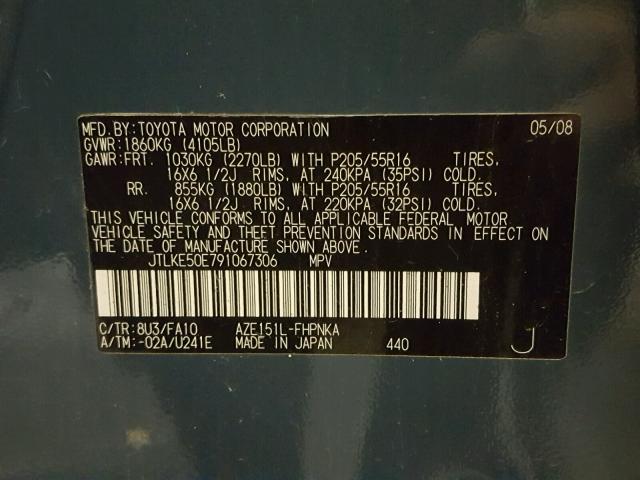 MFD.BY:TOYOTA MOTOR CORPORATION 05/08
GVWR:1860KG (4105LB)
GAWR:FRT. 1030KG (2270LB) WITH P205/55R16 TIRES,
16X6 1/2J RIMS, AT 240KPA (35PSI) COLD.
RR. 855KG (1880LB) WITH P205/55R16 TIRES,
16X6 1/2J RIMS, AT 220KPA (32PSI) COLD.
THIS VEHICLE CONFORMS TO ALL APPLICABLE FEDERAL MOTOR
VEHICLE SAFETY AND THEFT PREVENTION STANDARDS IN EFFECT ON
THE DATE OF MANUFACTURE SHOWN ABOVE.
JTLKE50E791067306 MPV
C/TR:8U3/FA10 AZE151L-FHPNKA
A/TM:-02A/U241E MADE IN JAPAN 440 J